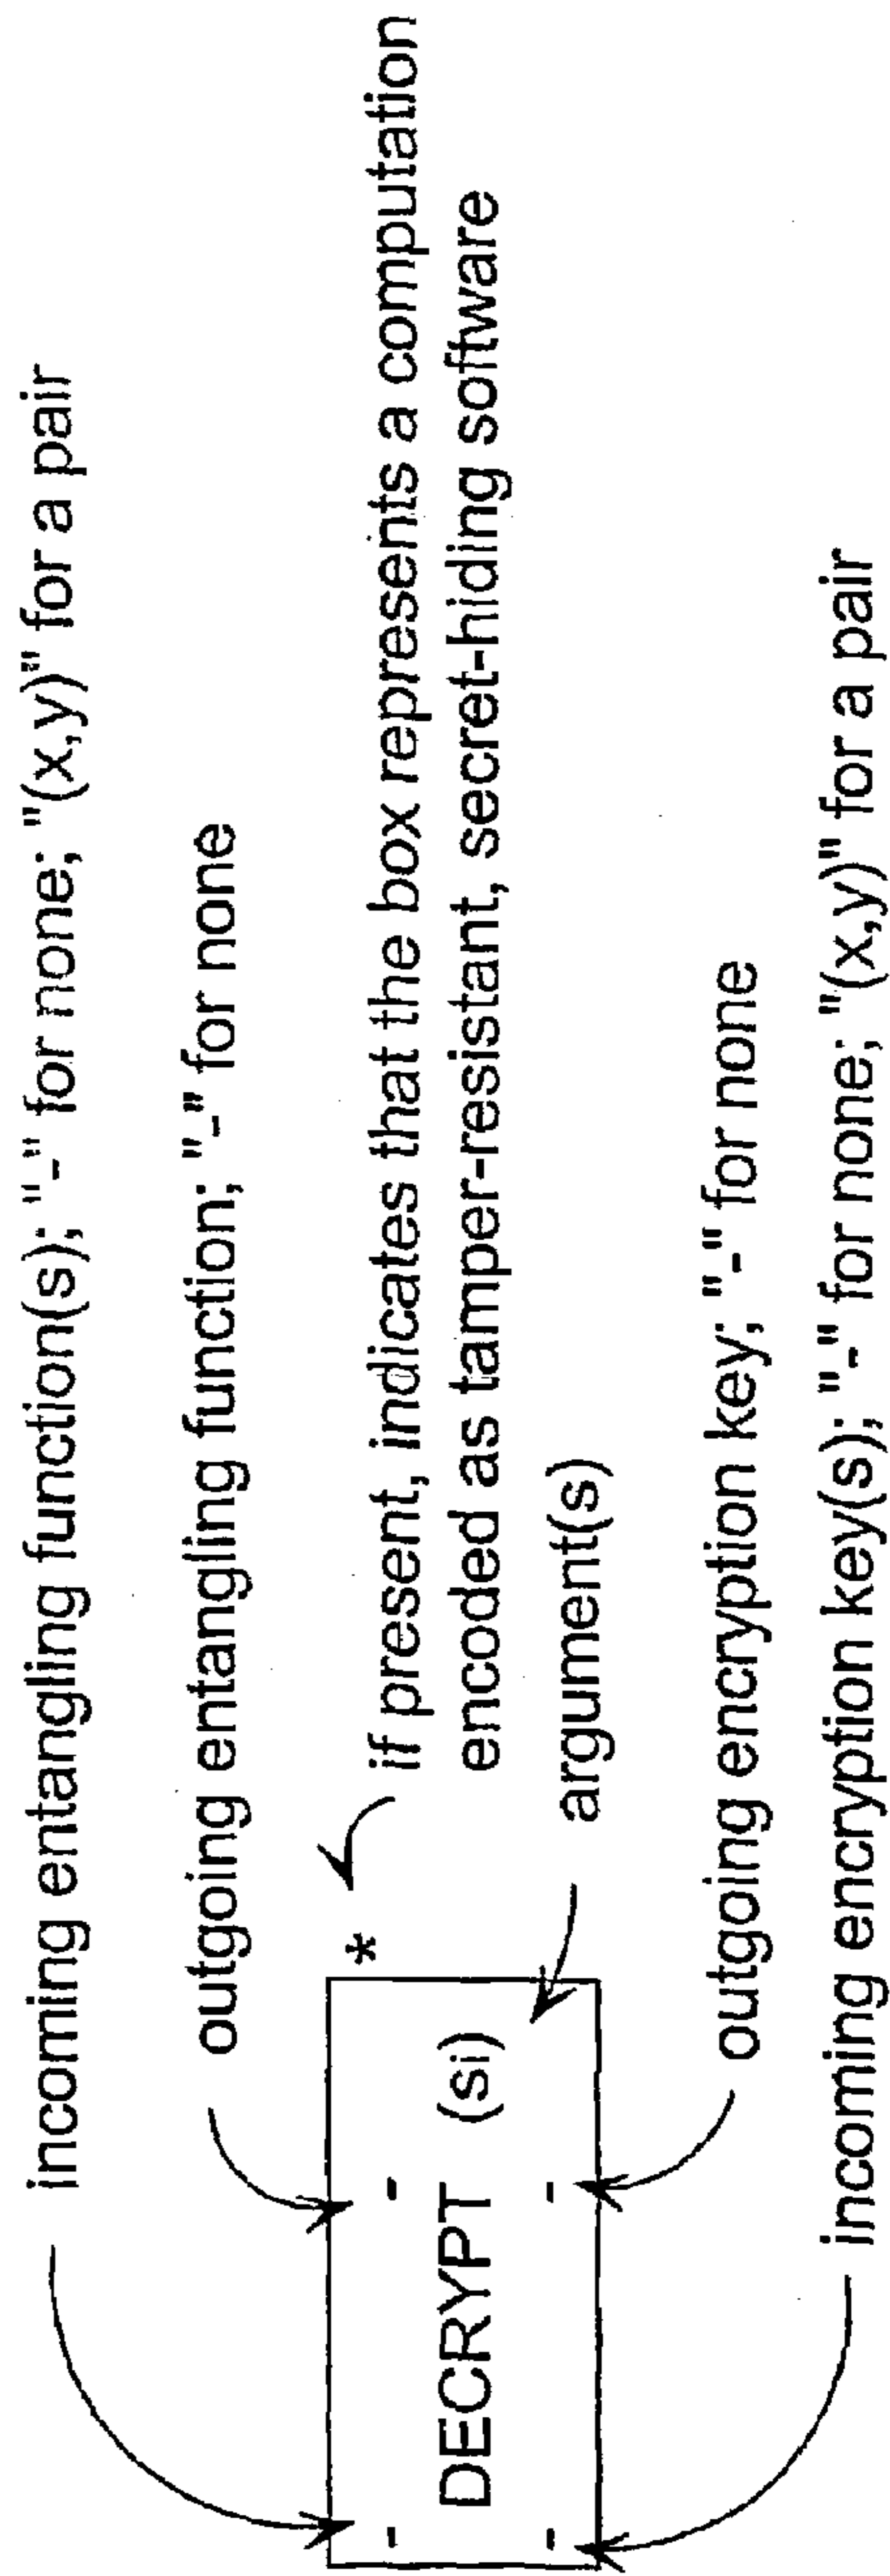 incoming entangling function(s); "-" for none; "(x,y)" for a pair
outgoing entangling function; "-" for none
*
if present, indicates that the box represents a computation
encoded as tamper-resistant, secret-hiding software
- -
DECRYPT (si)
- -
argument(s)
outgoing encryption key; "-" for none
incoming encryption key(s); "-" for none; "(x,y)" for a pair